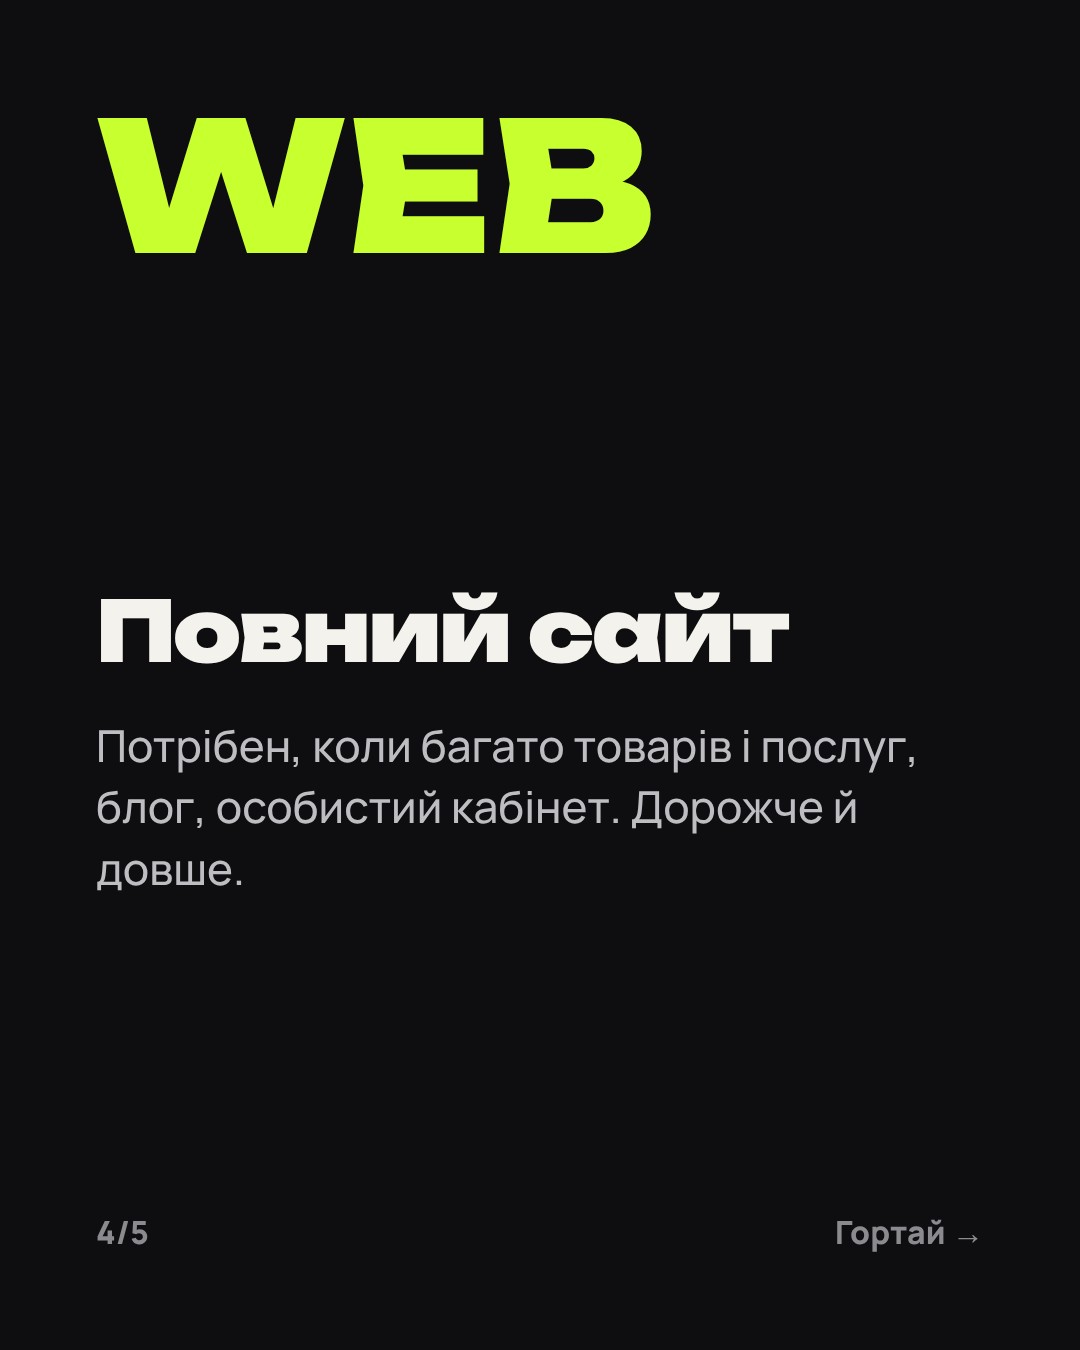 WEB
Повний сайт
Потрібен, коли багато товарів і послуг,
блог, особистий кабінет. Дорожче й
довше.
4/5
Гортай →